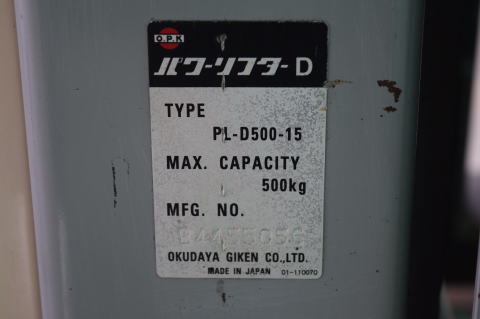 O.P.K
パワーリフター D
TYPE
PL-D500-15
MAX. CAPACITY
500kg
MFG. NO.
OKUDAYA GIKEN CO.,LTD.
MADE IN JAPAN 01-110070